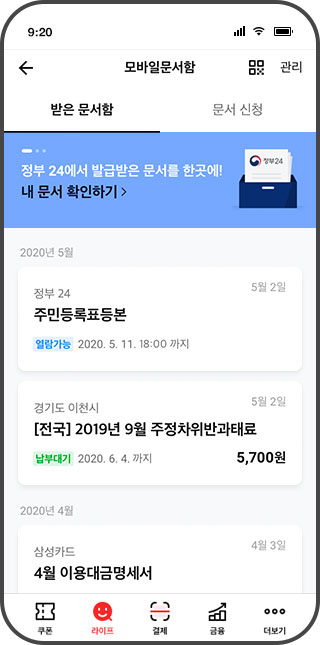 9:20
모바일문서함
관리
받은 문서함
문서 신청
정부 24에서 발급받은 문서를 한곳에!
내 문서 확인하기 >
정부24
2020년 5월
정부 24
5월 2일
주민등록표등본
열람가능 2020. 5. 11. 18:00 까지
경기도 이천시
5월 2일
[전국] 2019년 9월 주정차위반과태료
납부대기 2020. 6. 4. 까지
5,700원
2020년 4월
삼성카드
4월 3일
4월 이용대금명세서
쿠폰
라이프
결제
금융
더보기